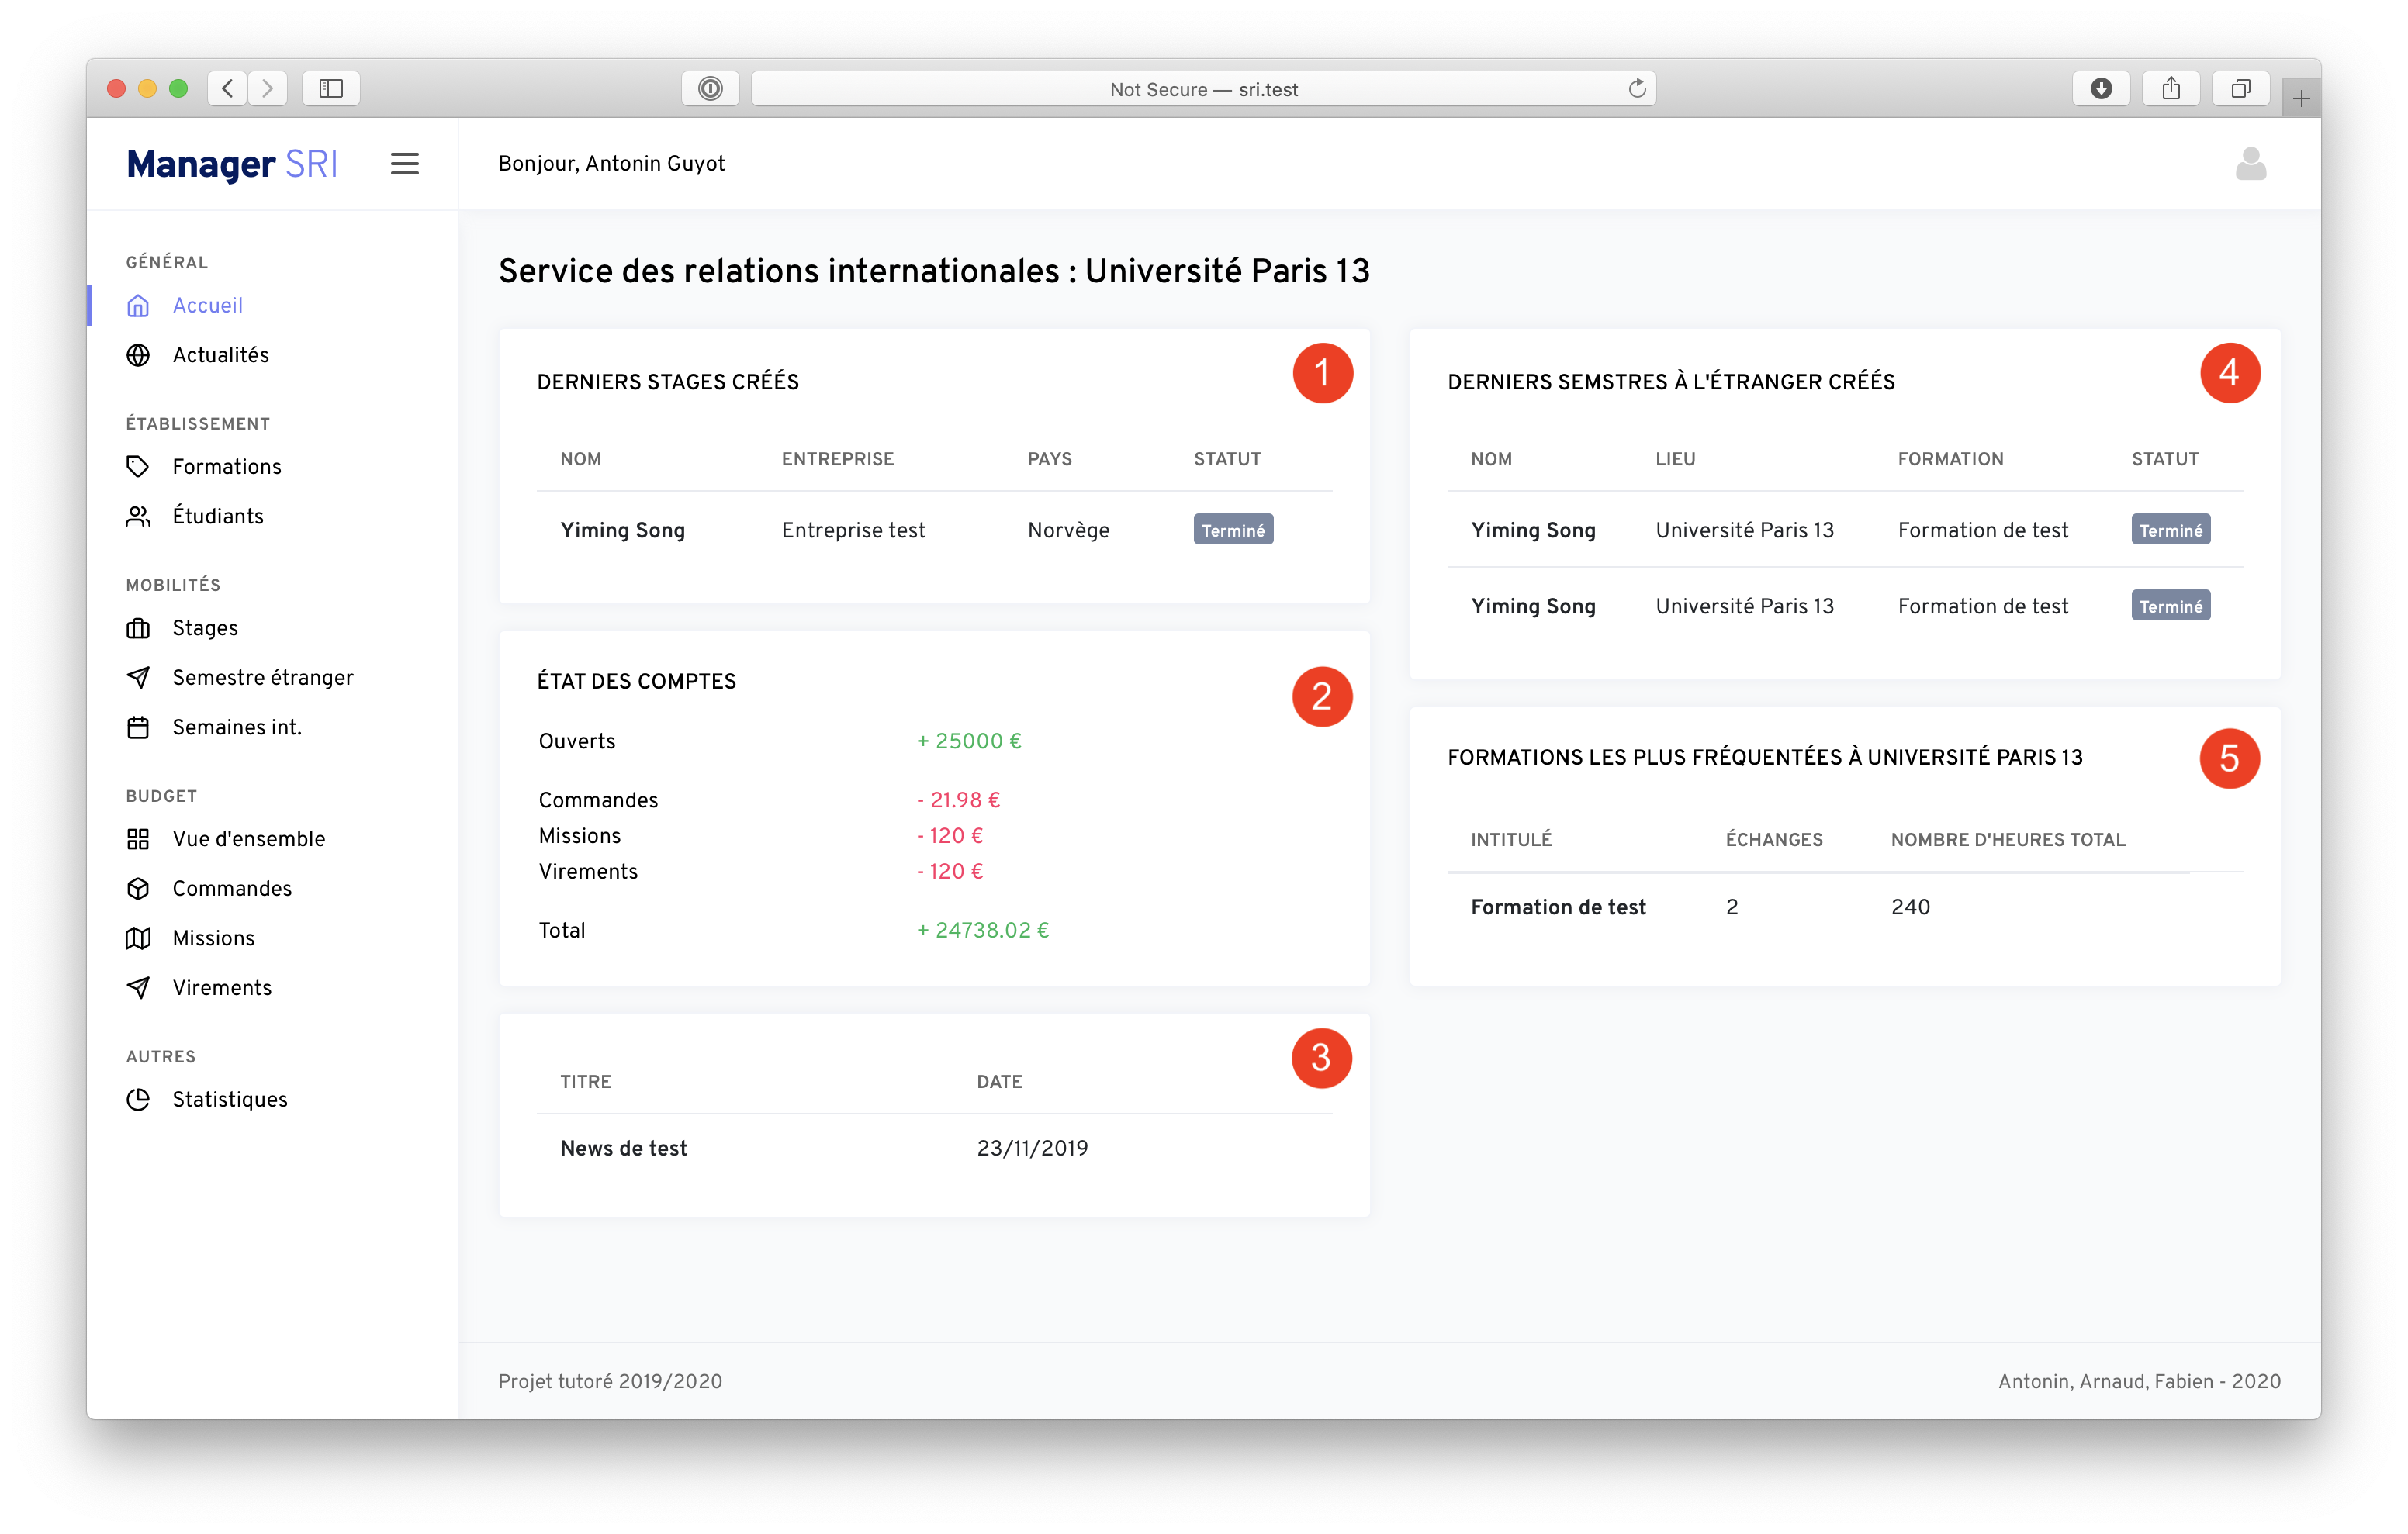 Not Secure — sri.test
Manager SRI
Bonjour, Antonin Guyot
GÉNÉRAL
Accueil
Actualités
ÉTABLISSEMENT
Formations
Étudiants
MOBILITÉS
Stages
Semestre étranger
Semaines int.
BUDGET
Vue d'ensemble
Commandes
Missions
Virements
AUTRES
Statistiques
Service des relations internationales : Université Paris 13
DERNIERS STAGES CRÉÉS
1
NOM ENTREPRISE PAYS STATUT
Yiming Song Entreprise test Norvège Terminé
ÉTAT DES COMPTES
2
Ouverts + 25000 €
Commandes - 21.98 €
Missions - 120 €
Virements - 120 €
Total + 24738.02 €
3
TITRE DATE
News de test 23/11/2019
DERNIERS SEMSTRES À L'ÉTRANGER CRÉÉS
4
NOM LIEU FORMATION STATUT
Yiming Song Université Paris 13 Formation de test Terminé
Yiming Song Université Paris 13 Formation de test Terminé
FORMATIONS LES PLUS FRÉQUENTÉES À UNIVERSITÉ PARIS 13
5
INTITULÉ ÉCHANGES NOMBRE D'HEURES TOTAL
Formation de test 2 240
Projet tutoré 2019/2020
Antonin, Arnaud, Fabien - 2020